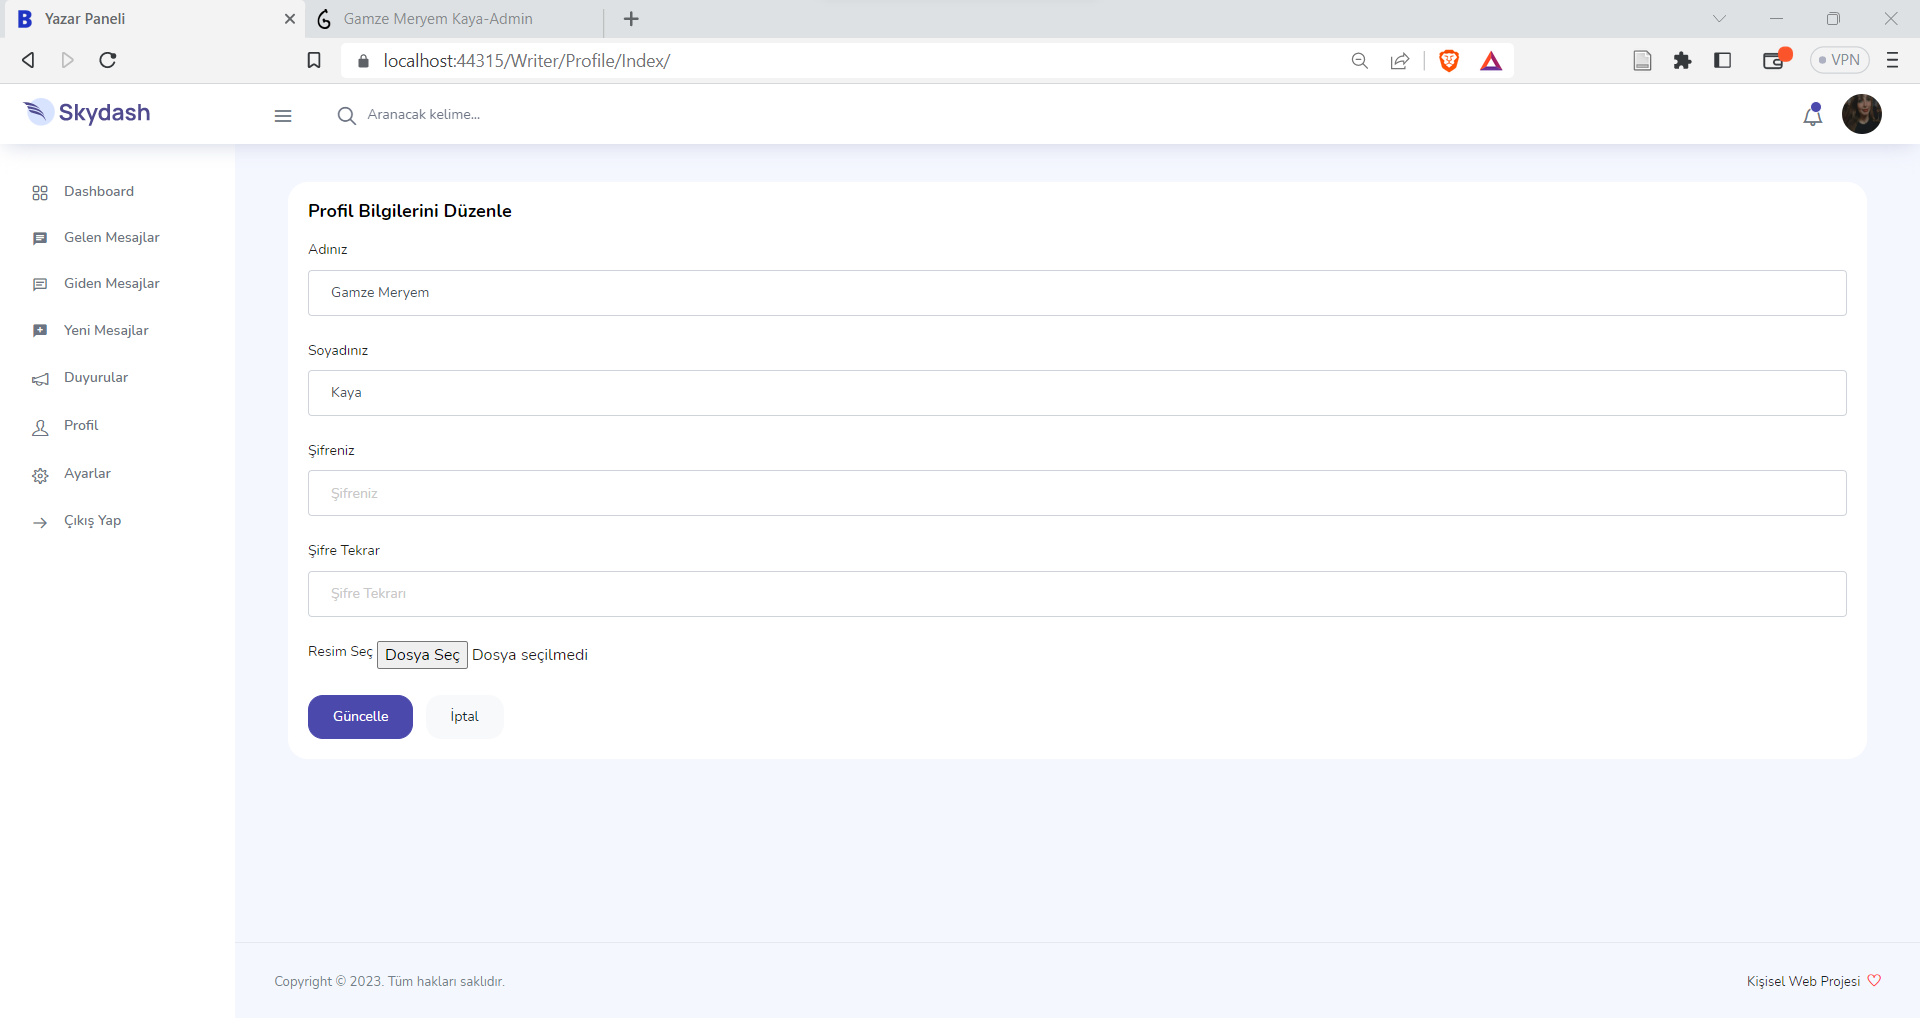 Yazar Paneli
Gamze Meryem Kaya-Admin
localhost:44315/Writer/Profile/Index/
VPN
Skydash
Aranacak kelime...
Dashboard
Gelen Mesajlar
Giden Mesajlar
Yeni Mesajlar
Duyurular
Profil
Ayarlar
Çıkış Yap
Profil Bilgilerini Düzenle
Adınız
Gamze Meryem
Soyadınız
Kaya
Şifreniz
Şifreniz
Şifre Tekrar
Şifre Tekrarı
Resim Seç Dosya Seç Dosya seçilmedi
Güncelle İptal
Copyright © 2023. Tüm hakları saklıdır.
Kişisel Web Projesi